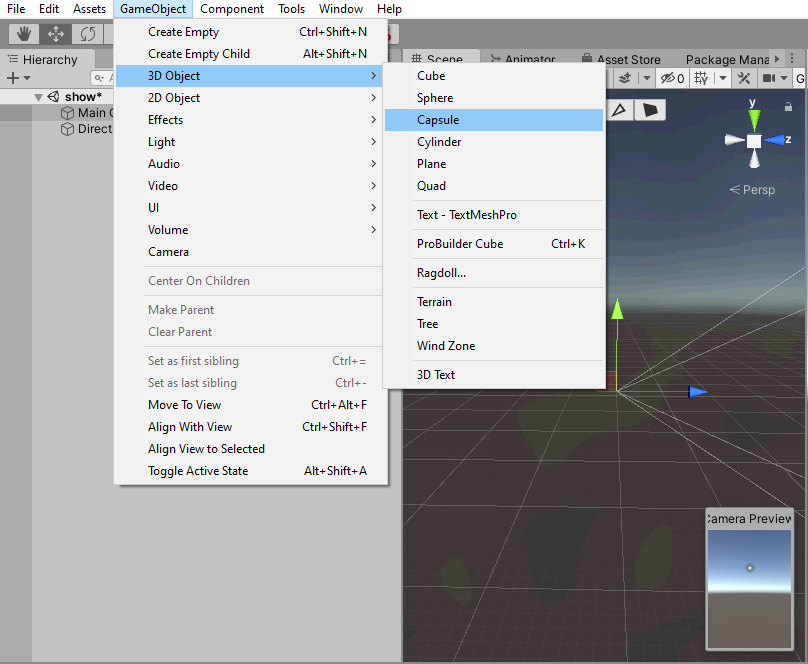 File Edit Assets GameObject Component Tools Window Help
Hierarchy
show*
Main
Direct
Create Empty Ctrl+Shift+N
Create Empty Child Alt+Shift+N
3D Object
2D Object
Effects
Light
Audio
Video
UI
Volume
Camera
Center On Children
Make Parent
Clear Parent
Set as first sibling Ctrl+=
Set as last sibling Ctrl+-
Move To View Ctrl+Alt+F
Align With View Ctrl+Shift+F
Align View to Selected
Toggle Active State Alt+Shift+A
Cube
Sphere
Capsule
Cylinder
Plane
Quad
Text - TextMeshPro
ProBuilder Cube Ctrl+K
Ragdoll...
Terrain
Tree
Wind Zone
3D Text
Scene Animator Asset Store Package Mana
0 G
y
z
Persp
Camera Preview